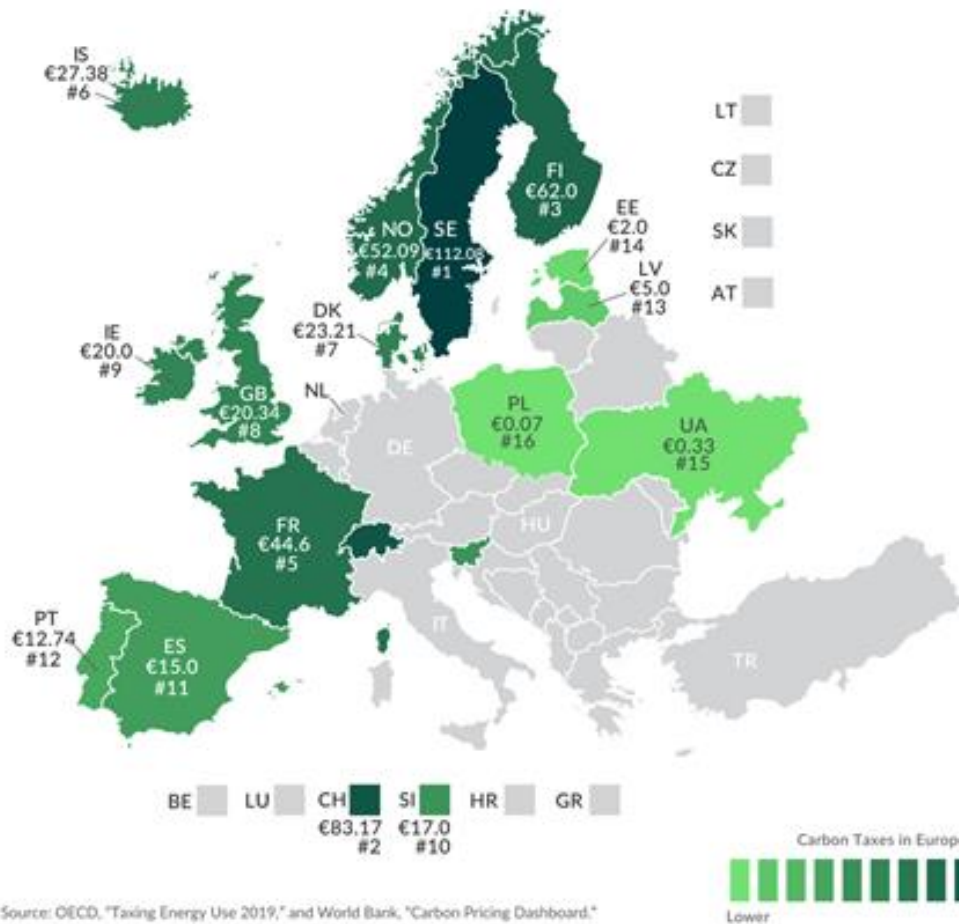 IS
€27.38
#6
LT
CZ
SK
AT
FI
€62.0
#3
EE
€2.0
#14
LV
€5.0
#13
NO
€52.09
#4
SE
€112.08
#1
DK
€23.21
#7
IE
€20.0
#9
GB
€20.34
#8
NL
DE
PL
€0.07
#16
UA
€0.33
#15
FR
€44.6
#5
HU
IT
TR
PT
€12.74
#12
ES
€15.0
#11
BE
LU
CH
€83.17
#2
SI
€17.0
#10
HR
GR
Carbon Taxes in Europe
Lower
Source: OECD, "Taxing Energy Use 2019," and World Bank, "Carbon Pricing Dashboard."